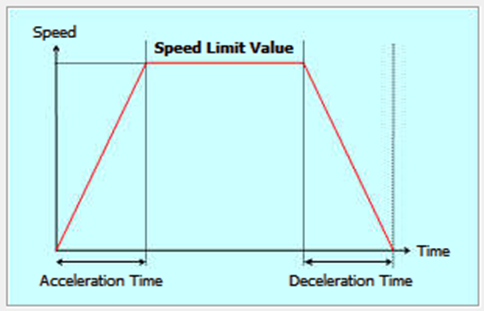 Speed
Speed Limit Value
Time
Acceleration Time
Deceleration Time